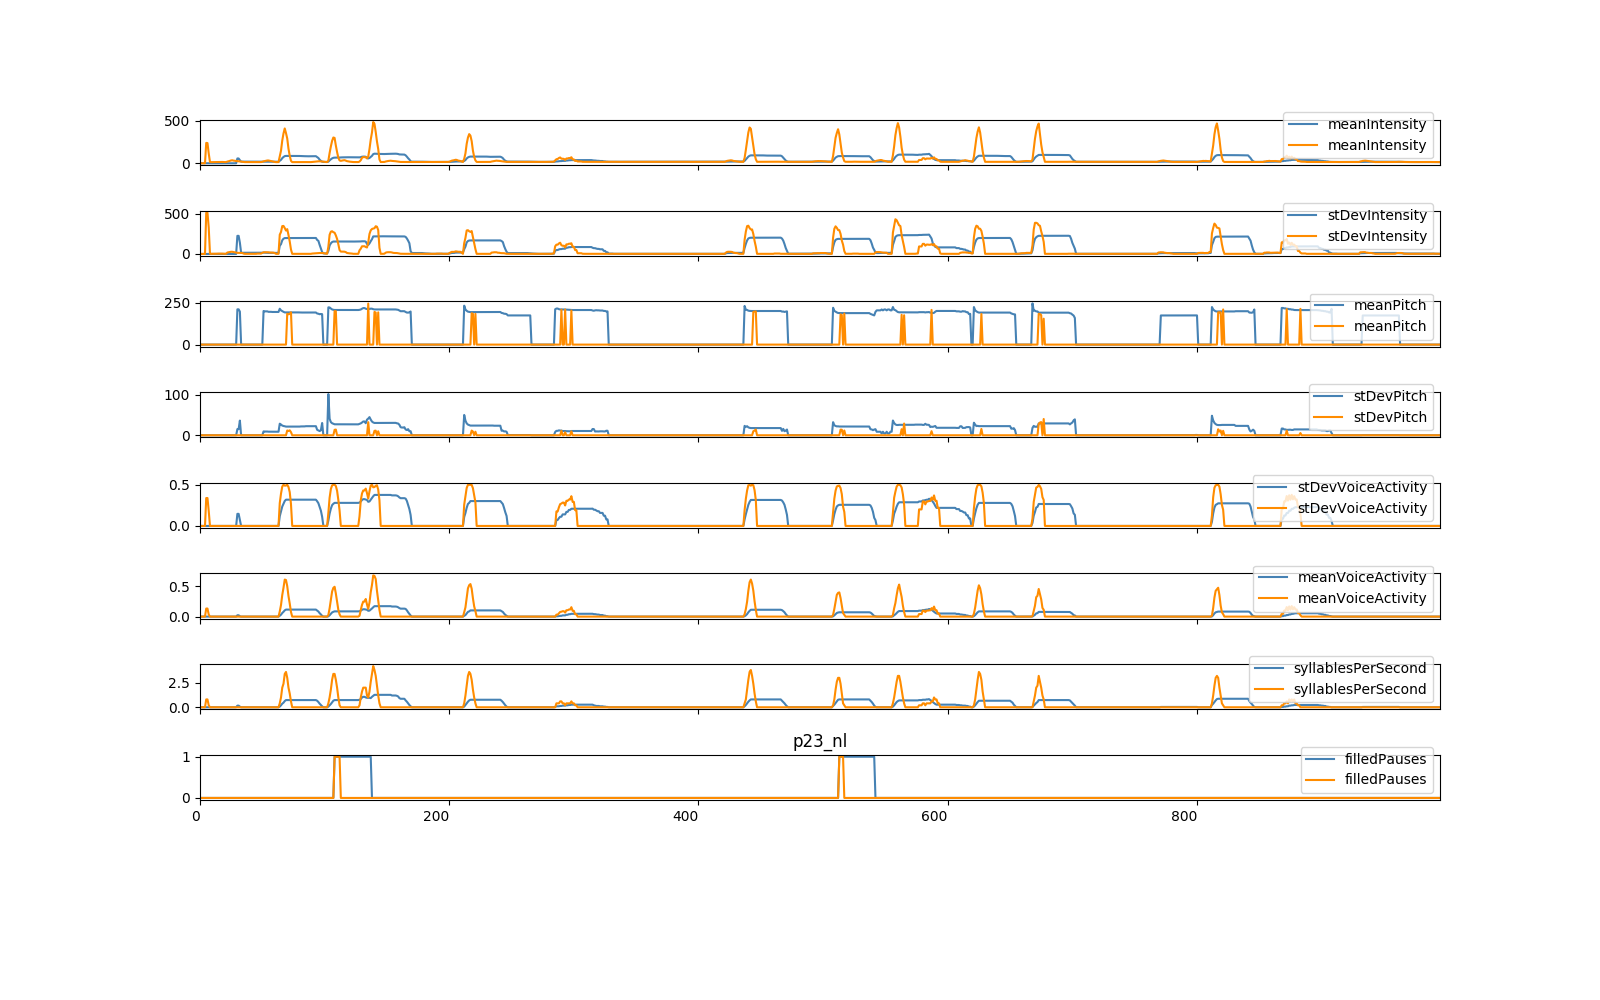 500
0
meanIntensity
meanIntensity
500
0
stDevIntensity
stDevIntensity
250
0
meanPitch
meanPitch
100
0
stDevPitch
stDevPitch
0.5
0.0
stDevVoiceActivity
stDevVoiceActivity
0.5
0.0
meanVoiceActivity
meanVoiceActivity
2.5
0.0
syllablesPerSecond
syllablesPerSecond
p23_nl
1
0
filledPauses
filledPauses
0 200 400 600 800